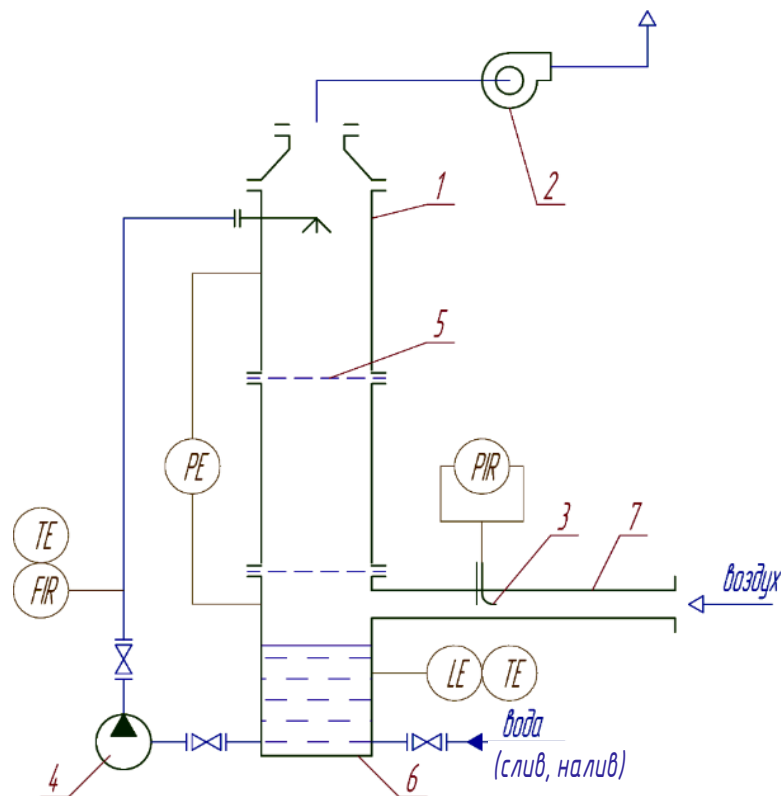 2
1
5
PE
PIR
3
7
TE
FIR
воздух
LE
TE
вода
(слив, налив)
4
6